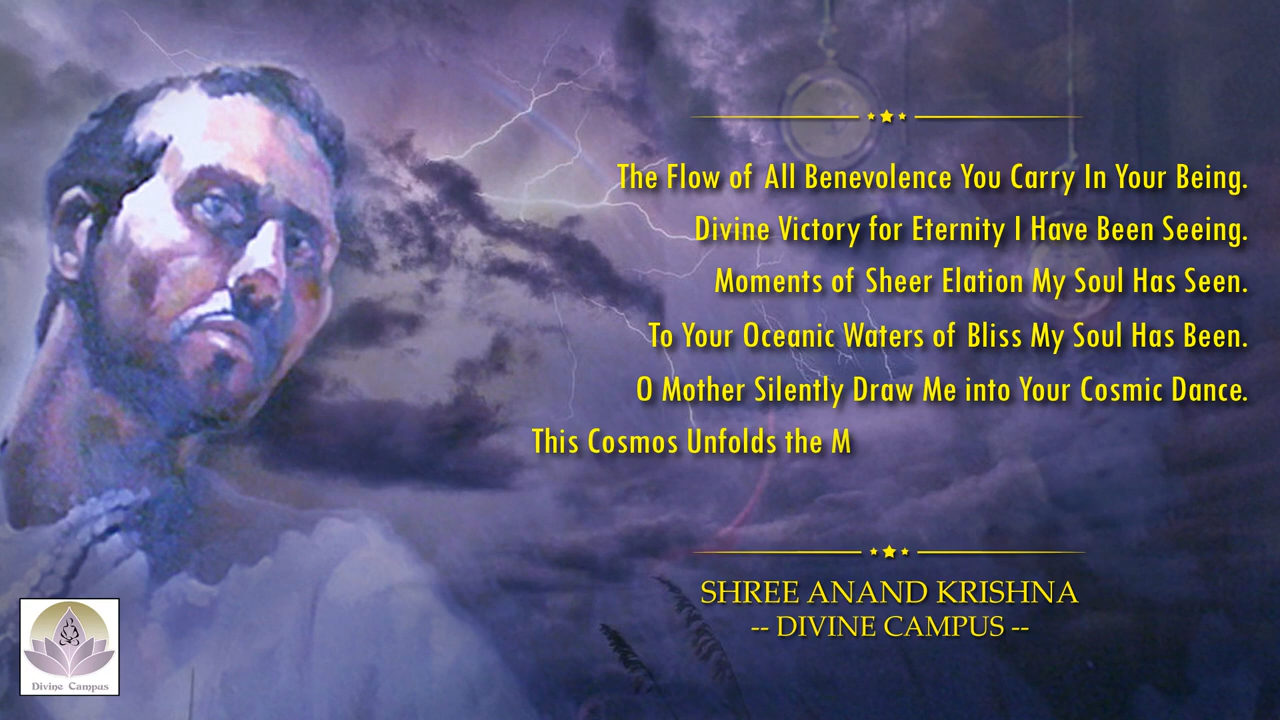 The Flow of All Benevolence You Carry In Your Being.
Divine Victory for Eternity I Have Been Seeing.
Moments of Sheer Elation My Soul Has Seen.
To Your Oceanic Waters of Bliss My Soul Has Been.
O Mother Silently Draw Me into Your Cosmic Dance.
This Cosmos Unfolds the M
SHREE ANAND KRISHNA
-- DIVINE CAMPUS --
Divine Campus